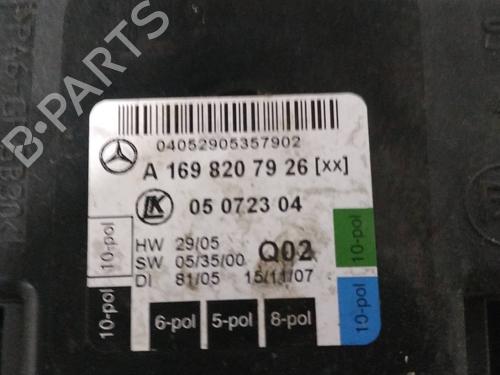 04052905357902
A 169 820 79 26 [xx]
LK 05 0723 04
HW 29/05 Q02
SW 05/35/00
DI 81/05 15/11/07
10-pol
10-pol
10-pol
10-pol
6-pol 5-pol 8-pol